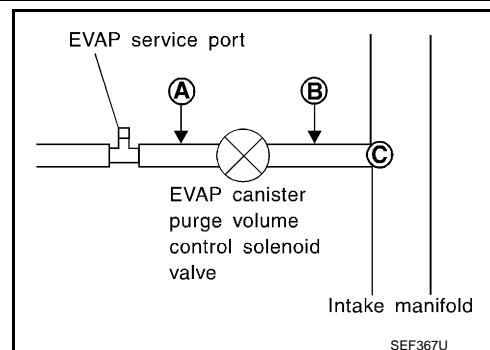 EVAP service port
A
B
C
EVAP canister
purge volume
control solenoid
valve
Intake manifold
SEF367U